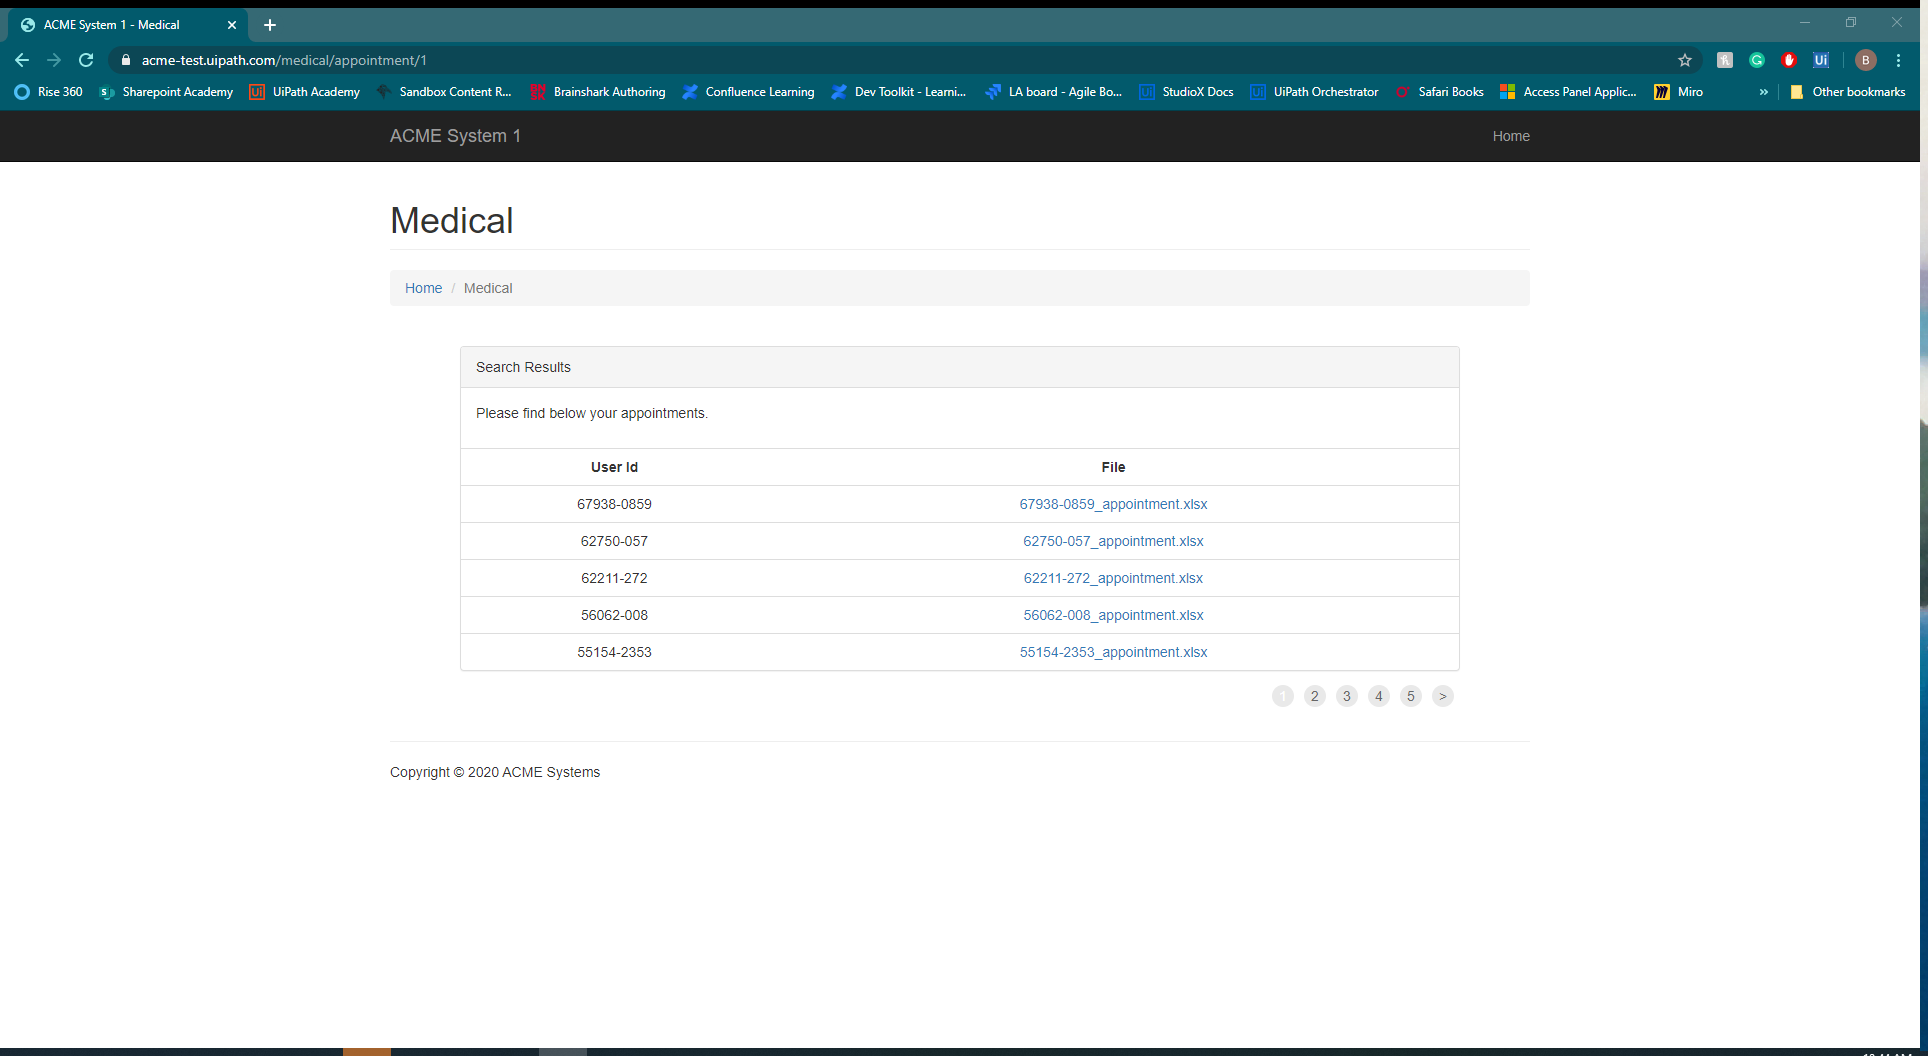 ACME System 1 - Medical
acme-test.uipath.com/medical/appointment/1
Ui
B
Rise 360
Sharepoint Academy
UiPath Academy
Sandbox Content R...
Brainshark Authoring
Confluence Learning
Dev Toolkit - Learni...
LA board - Agile Bo...
StudioX Docs
UiPath Orchestrator
Safari Books
Access Panel Applic...
Miro
»
Other bookmarks
ACME System 1
Home
Medical
Home / Medical
Search Results
Please find below your appointments.
User Id File
67938-0859 67938-0859_appointment.xlsx
62750-057 62750-057_appointment.xlsx
62211-272 62211-272_appointment.xlsx
56062-008 56062-008_appointment.xlsx
55154-2353 55154-2353_appointment.xlsx
1 2 3 4 5 >
Copyright © 2020 ACME Systems